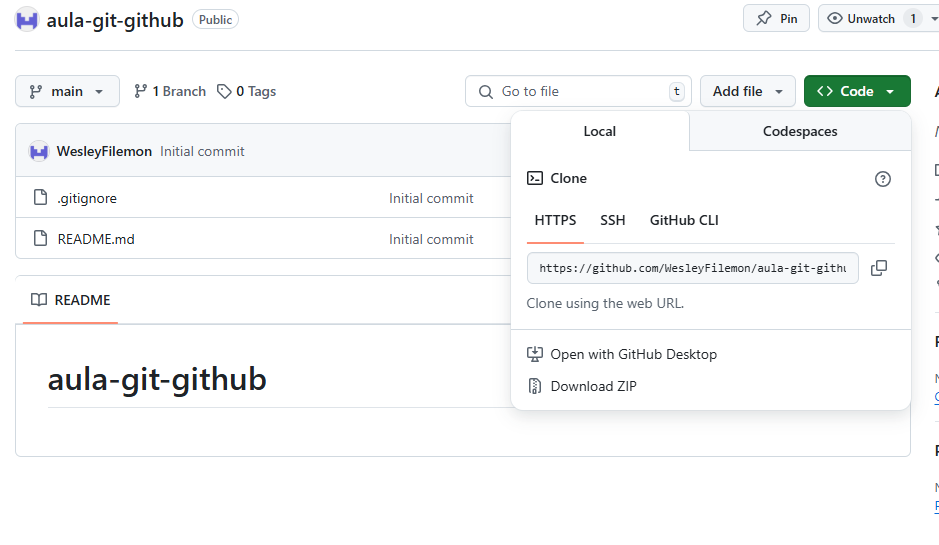 aula-git-github Public
Pin
Unwatch 1
main
1 Branch
0 Tags
Go to file t
Add file
Code
WesleyFilemon Initial commit
.gitignore Initial commit
README.md Initial commit
README
aula-git-github
Local Codespaces
Clone
HTTPS SSH GitHub CLI
https://github.com/WesleyFilemon/aula-git-githu
Clone using the web URL.
Open with GitHub Desktop
Download ZIP